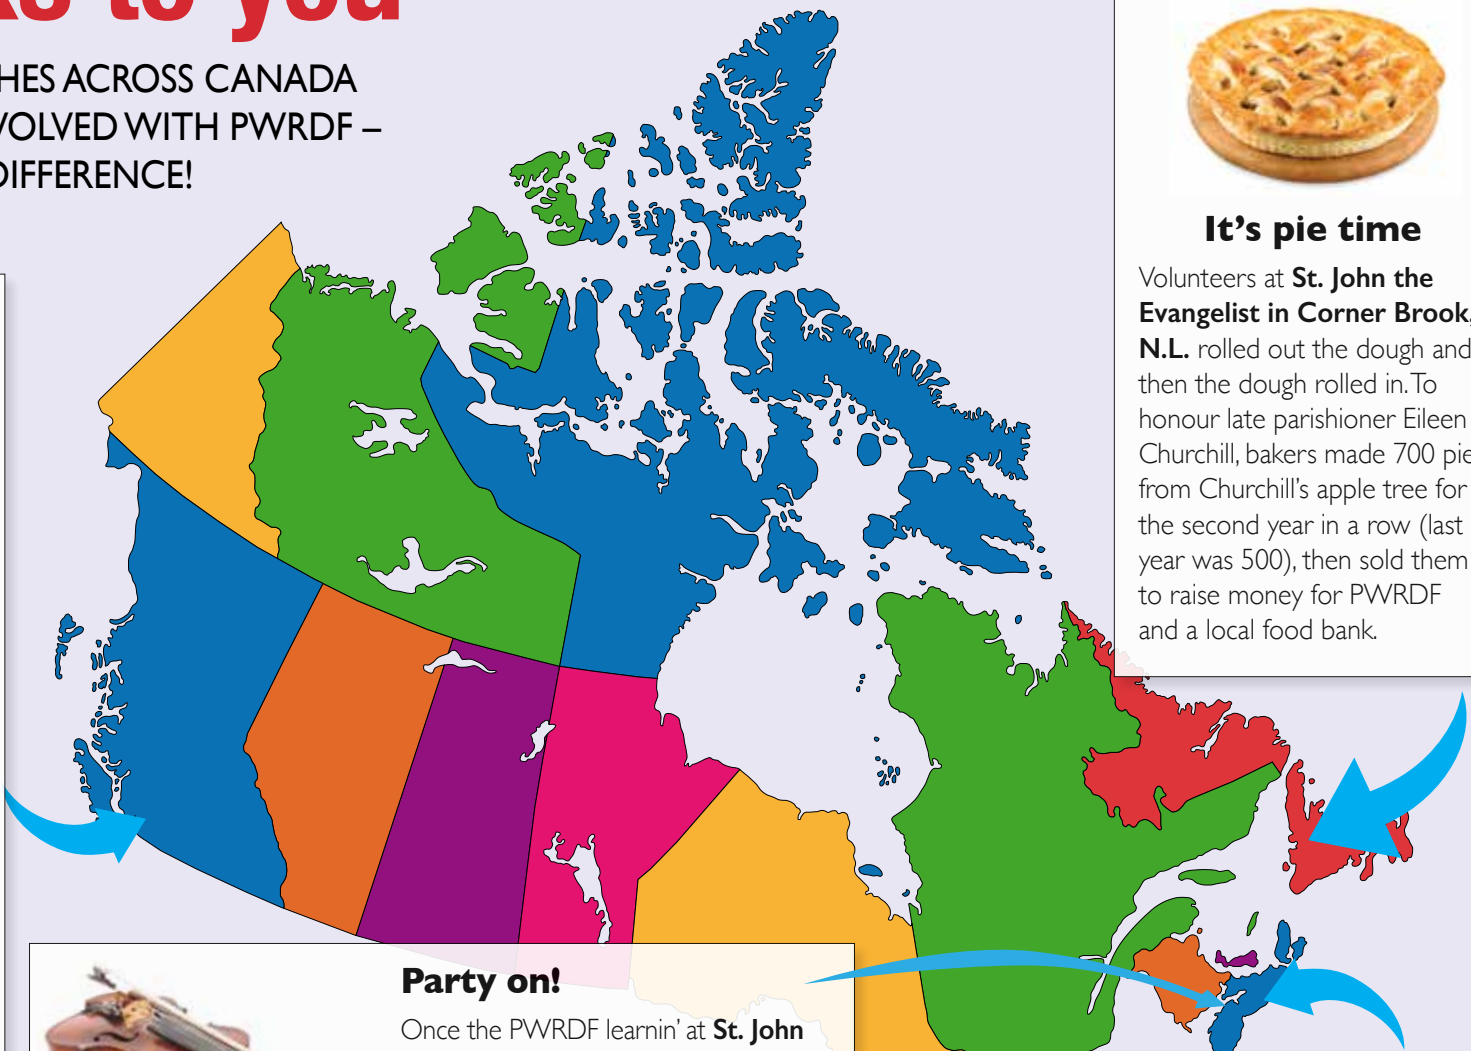 to you
HES ACROSS CANADA
VOLVED WITH PWRDF –
DIFFERENCE!
It's pie time
Volunteers at St. John the
Evangelist in Corner Brook,
N.L. rolled out the dough and
then the dough rolled in. To
honour late parishioner Eileen
Churchill, bakers made 700 pie
from Churchill's apple tree for
the second year in a row (last
year was 500), then sold them
to raise money for PWRDF
and a local food bank.
Party on!
Once the PWRDF learnin' at St. John